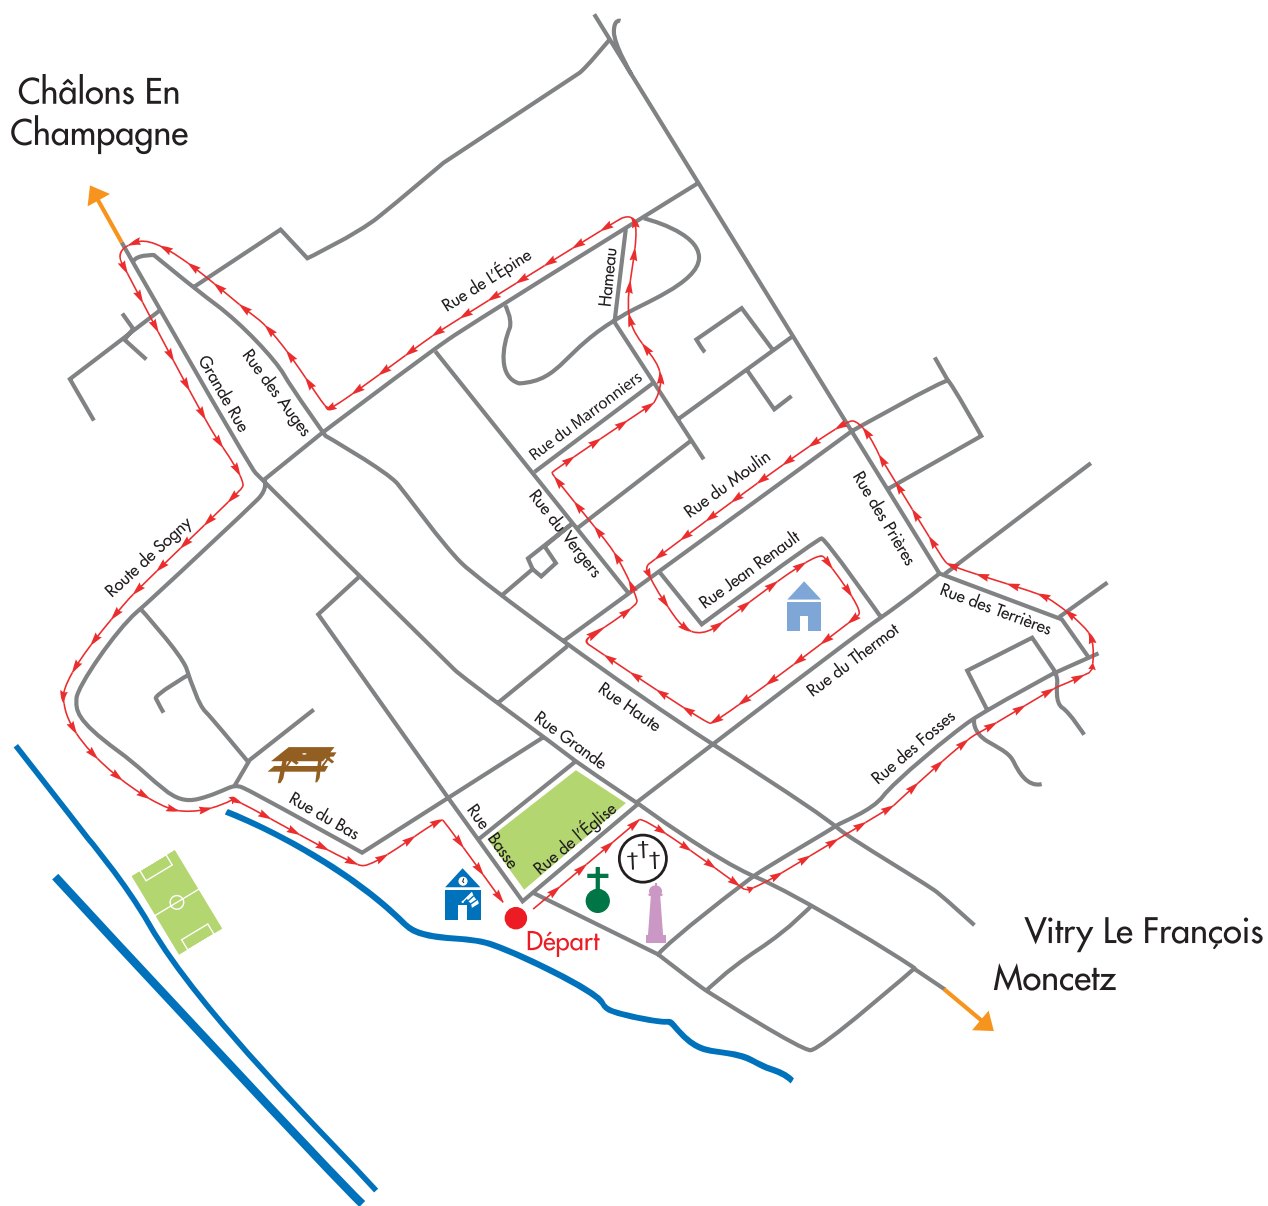 Châlons En
Champagne
Rue de L'Épine
Hameau
Grande Rue
Rue des Auges
Rue du Marronniers
Rue du Moulin
Rue du Vergers
Rue des Prières
Route de Sogny
Rue Jean Renault
Rue des Terrières
Rue du Thermot
Rue Haute
Rue Grande
Rue des Fosses
Rue du Bas
Rue Basse
Rue de l'Église
Départ
Vitry Le François
Moncetz